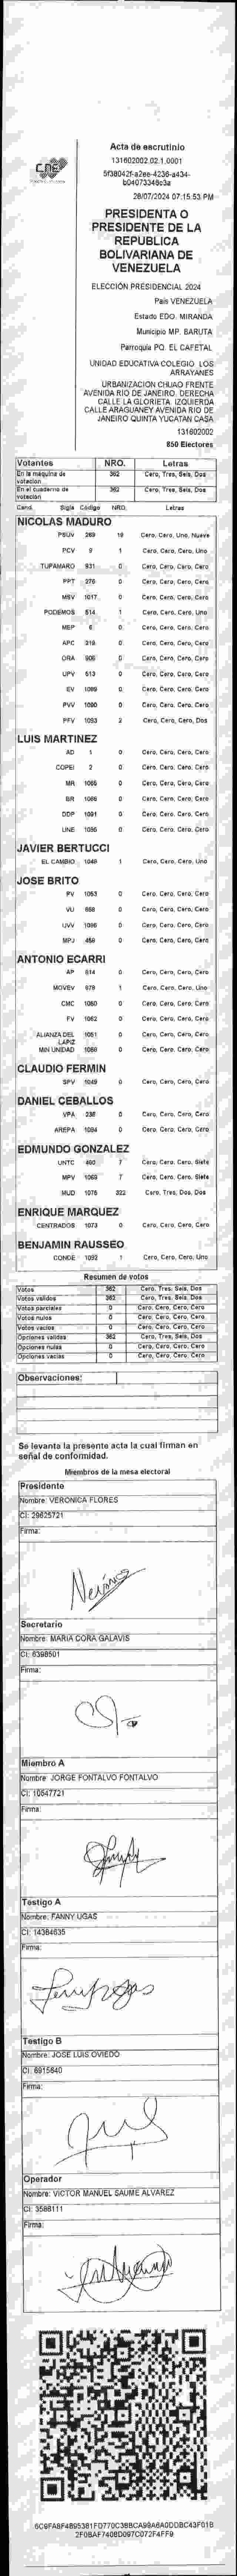 Acta de escrutinio
131602002.02.1.0001
5f38042f-a2ee-4236-a434-
b04073346c3a
28/07/2024 07:15:53 PM
PRESIDENTA O
PRESIDENTE DE LA
REPUBLICA
BOLIVARIANA DE
VENEZUELA
ELECCIÓN PRESIDENCIAL 2024
País VENEZUELA
Estado EDO. MIRANDA
Municipio MP. BARUTA
Parroquia PQ. EL CAFETAL
UNIDAD EDUCATIVA COLEGIO LOS
ARRAYANES
URBANIZACIÓN CHUAO FRENTE
AVENIDA RIO DE JANEIRO. DERECHA
CALLE LA GLORIETA. IZQUIERDA
CALLE ARAGUANEY AVENIDA RIO DE
JANEIRO QUINTA YUCATAN CASA
131602002
850 Electores
Votantes NRO. Letras
En la máquina de votación 362 Cero, Tres, Seis, Dos
En el cuaderno de votación 362 Cero, Tres, Seis, Dos
Cand. Sigla Código NRO. Letras
NICOLAS MADURO
PSUV 269 19 Cero, Cero, Uno, Nueve
PCV 9 1 Cero, Cero, Cero, Uno
TUPAMARO 931 0 Cero, Cero, Cero, Cero
PPT 276 0 Cero, Cero, Cero, Cero
MSV 1017 0 Cero, Cero, Cero, Cero
PODEMOS 514 1 Cero, Cero, Cero, Uno
MEP 6 0 Cero, Cero, Cero, Cero
APC 319 0 Cero, Cero, Cero, Cero
ORA 906 0 Cero, Cero, Cero, Cero
UPV 513 0 Cero, Cero, Cero, Cero
EV 1009 0 Cero, Cero, Cero, Cero
PVV 1090 0 Cero, Cero, Cero, Cero
PFV 1093 2 Cero, Cero, Cero, Dos
LUIS MARTINEZ
AD 1 0 Cero, Cero, Cero, Cero
COPEI 2 0 Cero, Cero, Cero, Cero
MR 1065 0 Cero, Cero, Cero, Cero
BR 1066 0 Cero, Cero, Cero, Cero
DDP 1091 0 Cero, Cero, Cero, Cero
UNE 0 Cero, Cero, Cero, Cero
JAVIER BERTUCCI
EL CAMBIO 1048 1 Cero, Cero, Cero, Uno
JOSE BRITO
PV 1053 0 Cero, Cero, Cero, Cero
VU 668 0 Cero, Cero, Cero, Cero
UVV 0 Cero, Cero, Cero, Cero
MPJ 458 0 Cero, Cero, Cero, Cero
ANTONIO ECARRI
AP 614 0 Cero, Cero, Cero, Cero
MOVEV 978 1 Cero, Cero, Cero, Uno
CMC 1060 0 Cero, Cero, Cero, Cero
FV 1062 0 Cero, Cero, Cero, Cero
ALIANZA DEL LAPIZ 1051 0 Cero, Cero, Cero, Cero
MIN UNIDAD 0 Cero, Cero, Cero, Cero
CLAUDIO FERMIN
SPV 1049 0 Cero, Cero, Cero, Cero
DANIEL CEBALLOS
VPA 238 0 Cero, Cero, Cero, Cero
AREPA 1094 0 Cero, Cero, Cero, Cero
EDMUNDO GONZALEZ
UNTC 7 Cero, Cero, Cero, Siete
MPV 1069 7 Cero, Cero, Cero, Siete
MUD 1075 322 Cero, Tres, Dos, Dos
ENRIQUE MARQUEZ
CENTRADOS 1073 0 Cero, Cero, Cero, Cero
BENJAMIN RAUSSEO
CONDE 1 Cero, Cero, Cero, Uno
Resumen de votos
Votos 362 Cero, Tres, Seis, Dos
Votos válidos 362 Cero, Tres, Seis, Dos
Votos parciales 0 Cero, Cero, Cero, Cero
Votos nulos 0 Cero, Cero, Cero, Cero
Votos vacíos 0 Cero, Cero, Cero, Cero
Opciones válidas 362 Cero, Tres, Seis, Dos
Opciones nulas 0 Cero, Cero, Cero, Cero
Opciones vacías 0 Cero, Cero, Cero, Cero
Observaciones:
Se levanta la presente acta la cual firman en
señal de conformidad.
Miembros de la mesa electoral
Presidente
Nombre: VERONICA FLORES
CI: 29625721
Firma:
Secretario
Nombre: MARIA CORA GALAVIS
CI: 6398501
Firma:
Miembro A
Nombre: JORGE FONTALVO FONTALVO
CI: 10547721
Firma:
Testigo A
Nombre: FANNY UGAS
CI: 14384635
Firma:
Testigo B
Nombre: JOSE LUIS OVIEDO
CI: 6915640
Firma:
Operador
Nombre: VICTOR MANUEL SAUME ALVAREZ
CI: 3588111
Firma: